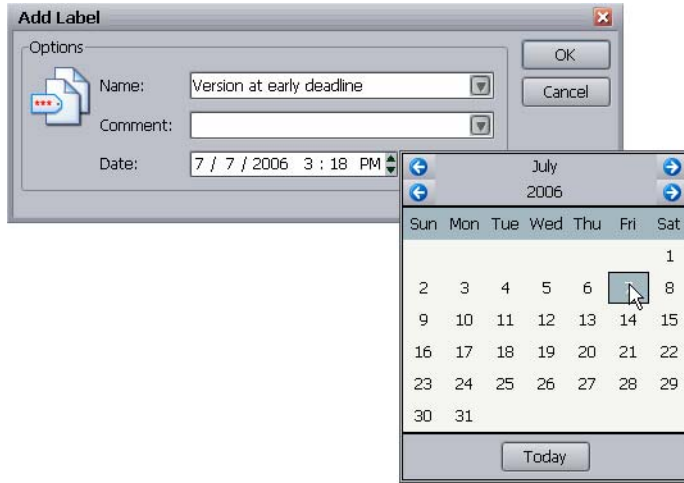 Add Label
Options
OK
Name: Version at early deadline
Cancel
***
Comment:
Date: 7 / 7 / 2006 3 : 18 PM
July
2006
Sun Mon Tue Wed Thu Fri Sat
1
2 3 4 5 6 7 8
9 10 11 12 13 14 15
16 17 18 19 20 21 22
23 24 25 26 27 28 29
30 31
Today